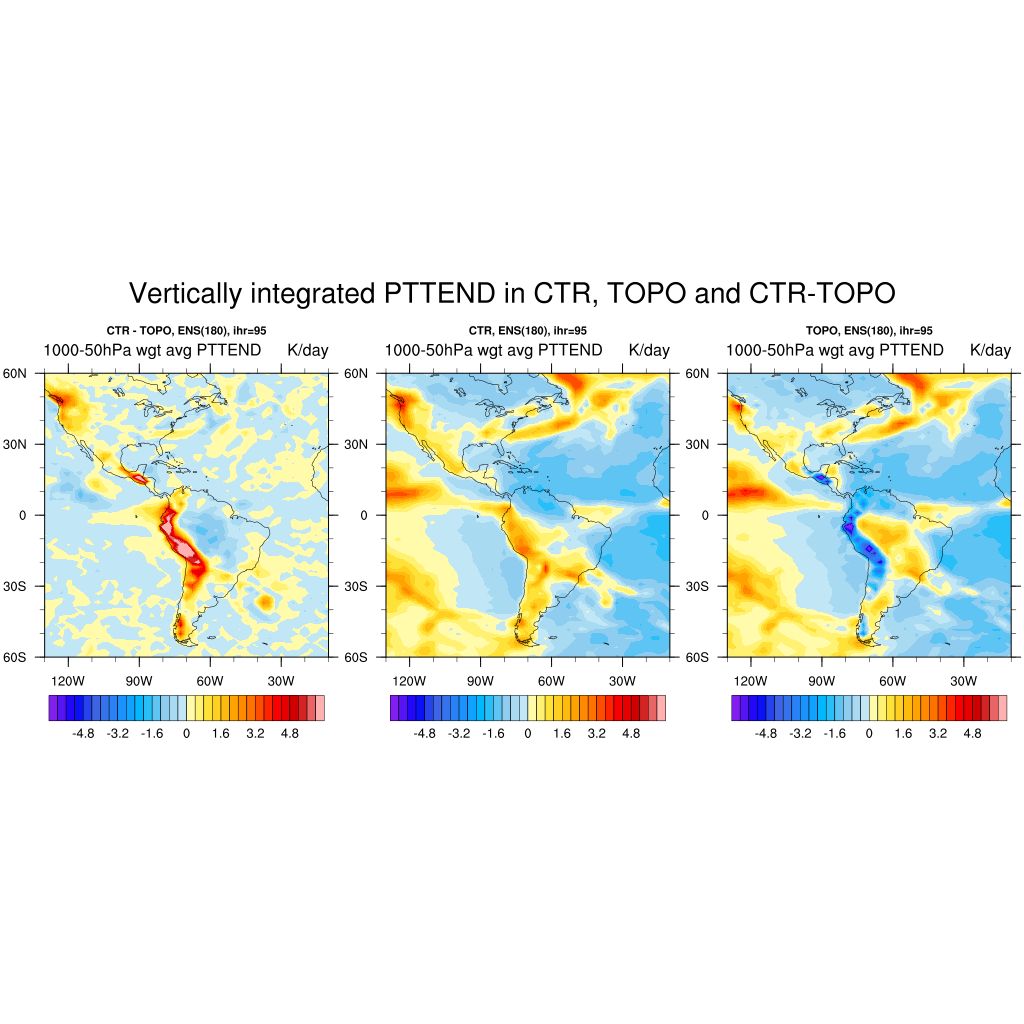 Vertically integrated PTTEND in CTR, TOPO and CTR-TOPO
CTR - TOPO, ENS(180), ihr=95
1000-50hPa wgt avg PTTEND K/day
60N
30N
0
30S
60S
120W 90W 60W 30W
-4.8 -3.2 -1.6 0 1.6 3.2 4.8
CTR, ENS(180), ihr=95
1000-50hPa wgt avg PTTEND K/day
60N
30N
0
30S
60S
120W 90W 60W 30W
-4.8 -3.2 -1.6 0 1.6 3.2 4.8
TOPO, ENS(180), ihr=95
1000-50hPa wgt avg PTTEND K/day
60N
30N
0
30S
60S
120W 90W 60W 30W
-4.8 -3.2 -1.6 0 1.6 3.2 4.8